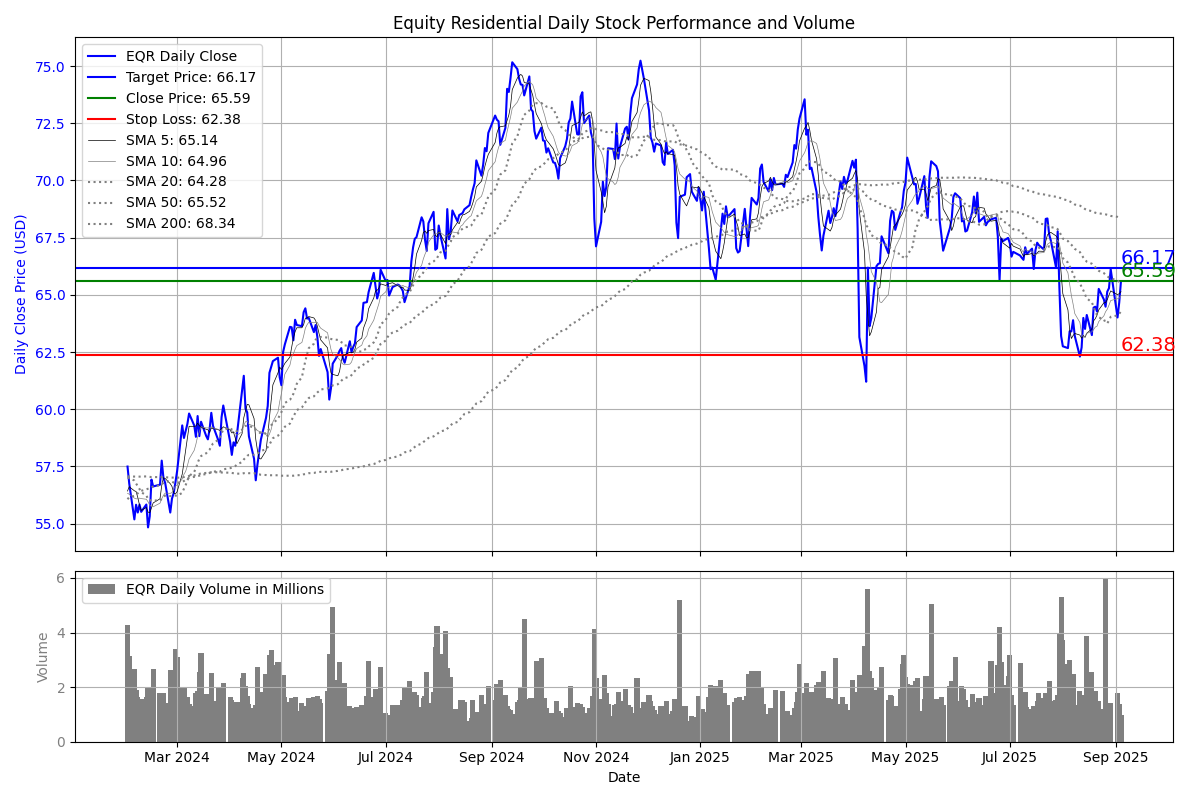 Equity Residential Daily Stock Performance and Volume
EQR Daily Close
Target Price: 66.17
Close Price: 65.59
Stop Loss: 62.38
SMA 5: 65.14
SMA 10: 64.96
SMA 20: 64.28
SMA 50: 65.52
SMA 200: 68.34
75.0
72.5
70.0
67.5
65.0
62.5
60.0
57.5
55.0
Daily Close Price (USD)
66.17
65.59
62.38
EQR Daily Volume in Millions
6
4
2
0
Volume
Mar 2024 May 2024 Jul 2024 Sep 2024 Nov 2024 Jan 2025 Mar 2025 May 2025 Jul 2025 Sep 2025
Date